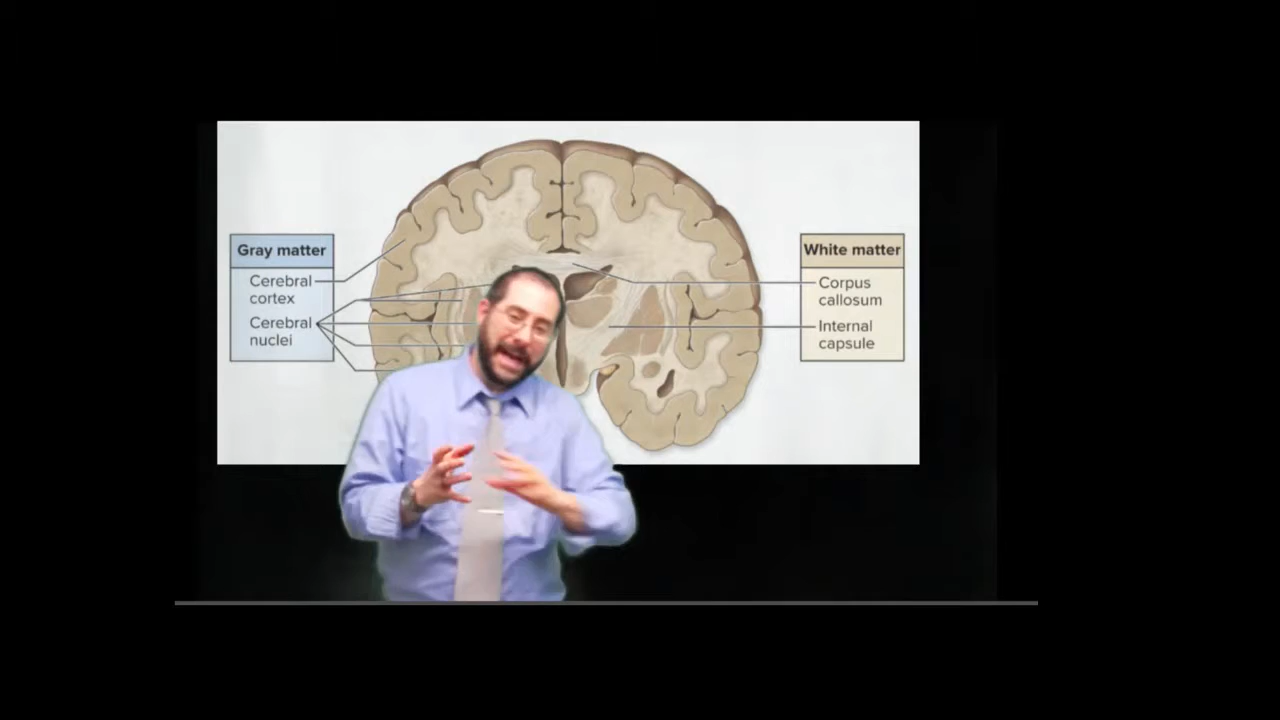 Gray matter
Cerebral
cortex
Cerebral
nuclei
White matter
Corpus
callosum
Internal
capsule